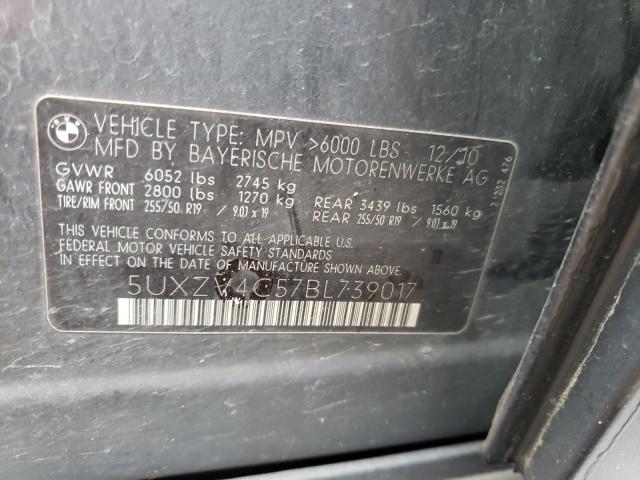 BMW
VEHICLE TYPE: MPV >6000 LBS 12/10
MFD BY BAYERISCHE MOTORENWERKE AG
GVWR 6052 lbs 2745 kg
GAWR FRONT 2800 lbs 1270 kg REAR 3439 lbs 1560 kg
TIRE/RIM FRONT 255/50 R19 / 9.0J x 19 REAR 255/50 R19 / 9.0J x 19
THIS VEHICLE CONFORMS TO ALL APPLICABLE U.S.
FEDERAL MOTOR VEHICLE SAFETY STANDARDS
IN EFFECT ON THE DATE OF MANUFACTURE SHOWN ABOVE.